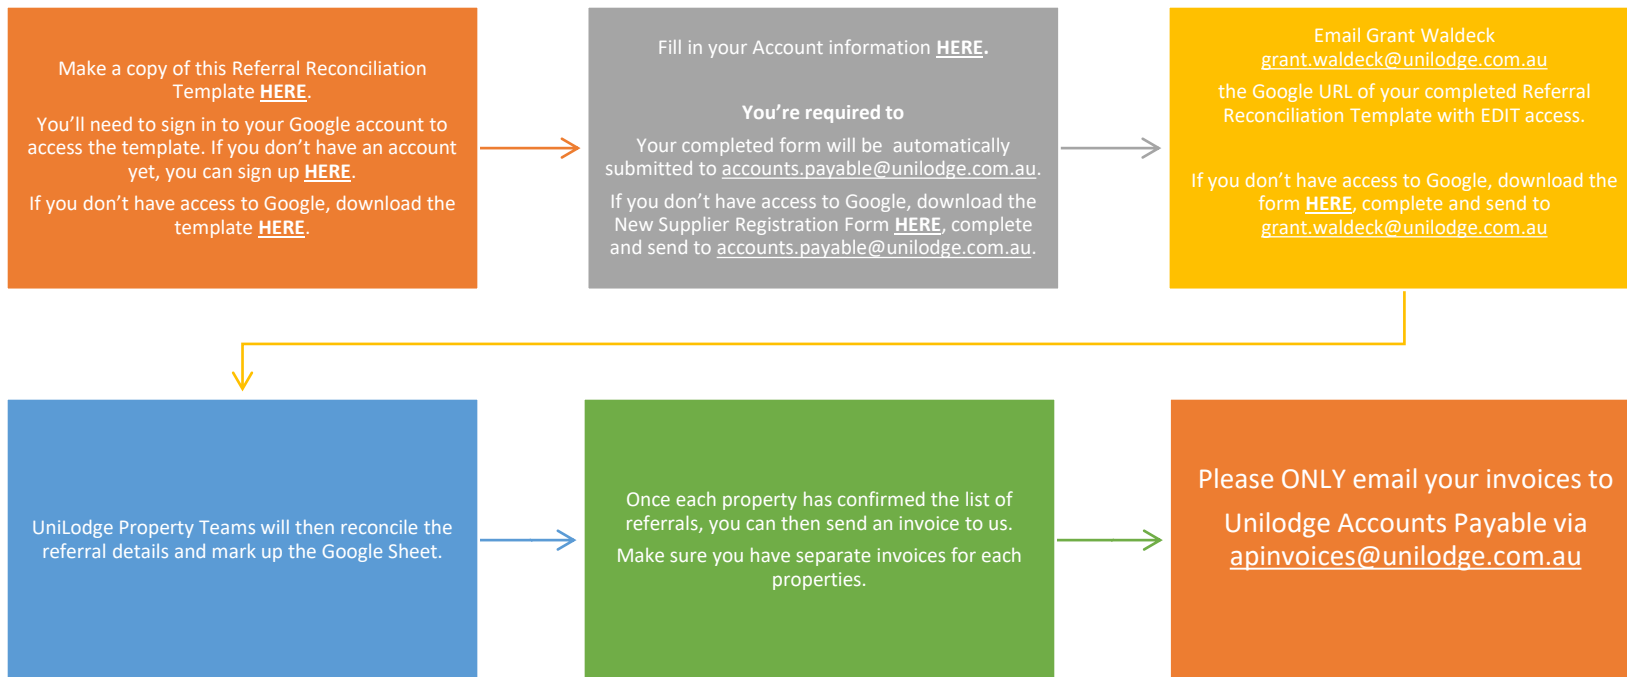 Make a copy of this Referral Reconciliation
Template HERE.
You’ll need to sign in to your Google account to
access the template. If you don’t have an account
yet, you can sign up HERE.
If you don’t have access to Google, download the
template HERE.
Fill in your Account information HERE.
You’re required to
Your completed form will be  automatically
submitted to accounts.payable@unilodge.com.au.
If you don’t have access to Google, download the
New Supplier Registration Form HERE, complete
and send to accounts.payable@unilodge.com.au.
Email Grant Waldeck
grant.waldeck@unilodge.com.au
the Google URL of your completed Referral
Reconciliation Template with EDIT access.
If you don’t have access to Google, download the
form HERE, complete and send to
grant.waldeck@unilodge.com.au
UniLodge Property Teams will then reconcile the
referral details and mark up the Google Sheet.
Once each property has confirmed the list of
referrals, you can then send an invoice to us.
Make sure you have separate invoices for each
properties.
Please ONLY email your invoices to
Unilodge Accounts Payable via
apinvoices@unilodge.com.au